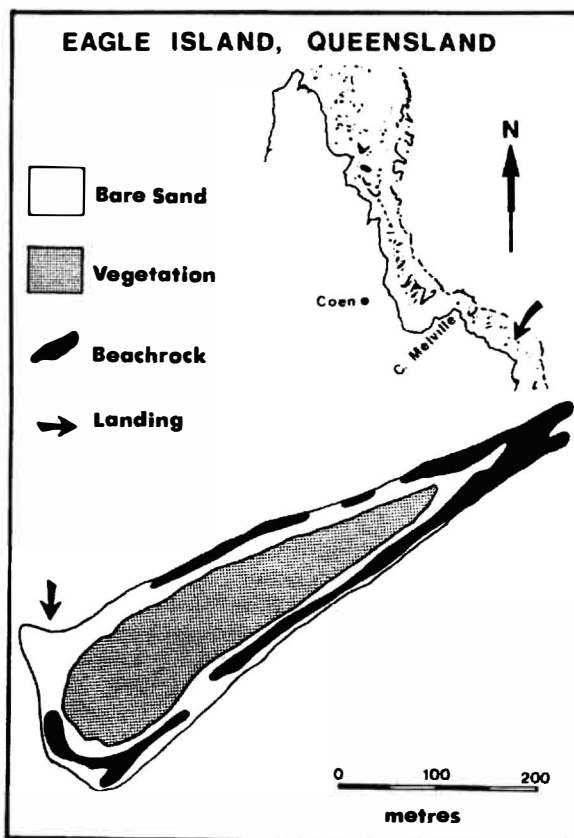 EAGLE ISLAND, QUEENSLAND
N
Bare Sand
Vegetation
Coen
C. Melville
Beachrock
Landing
0 100 200
metres